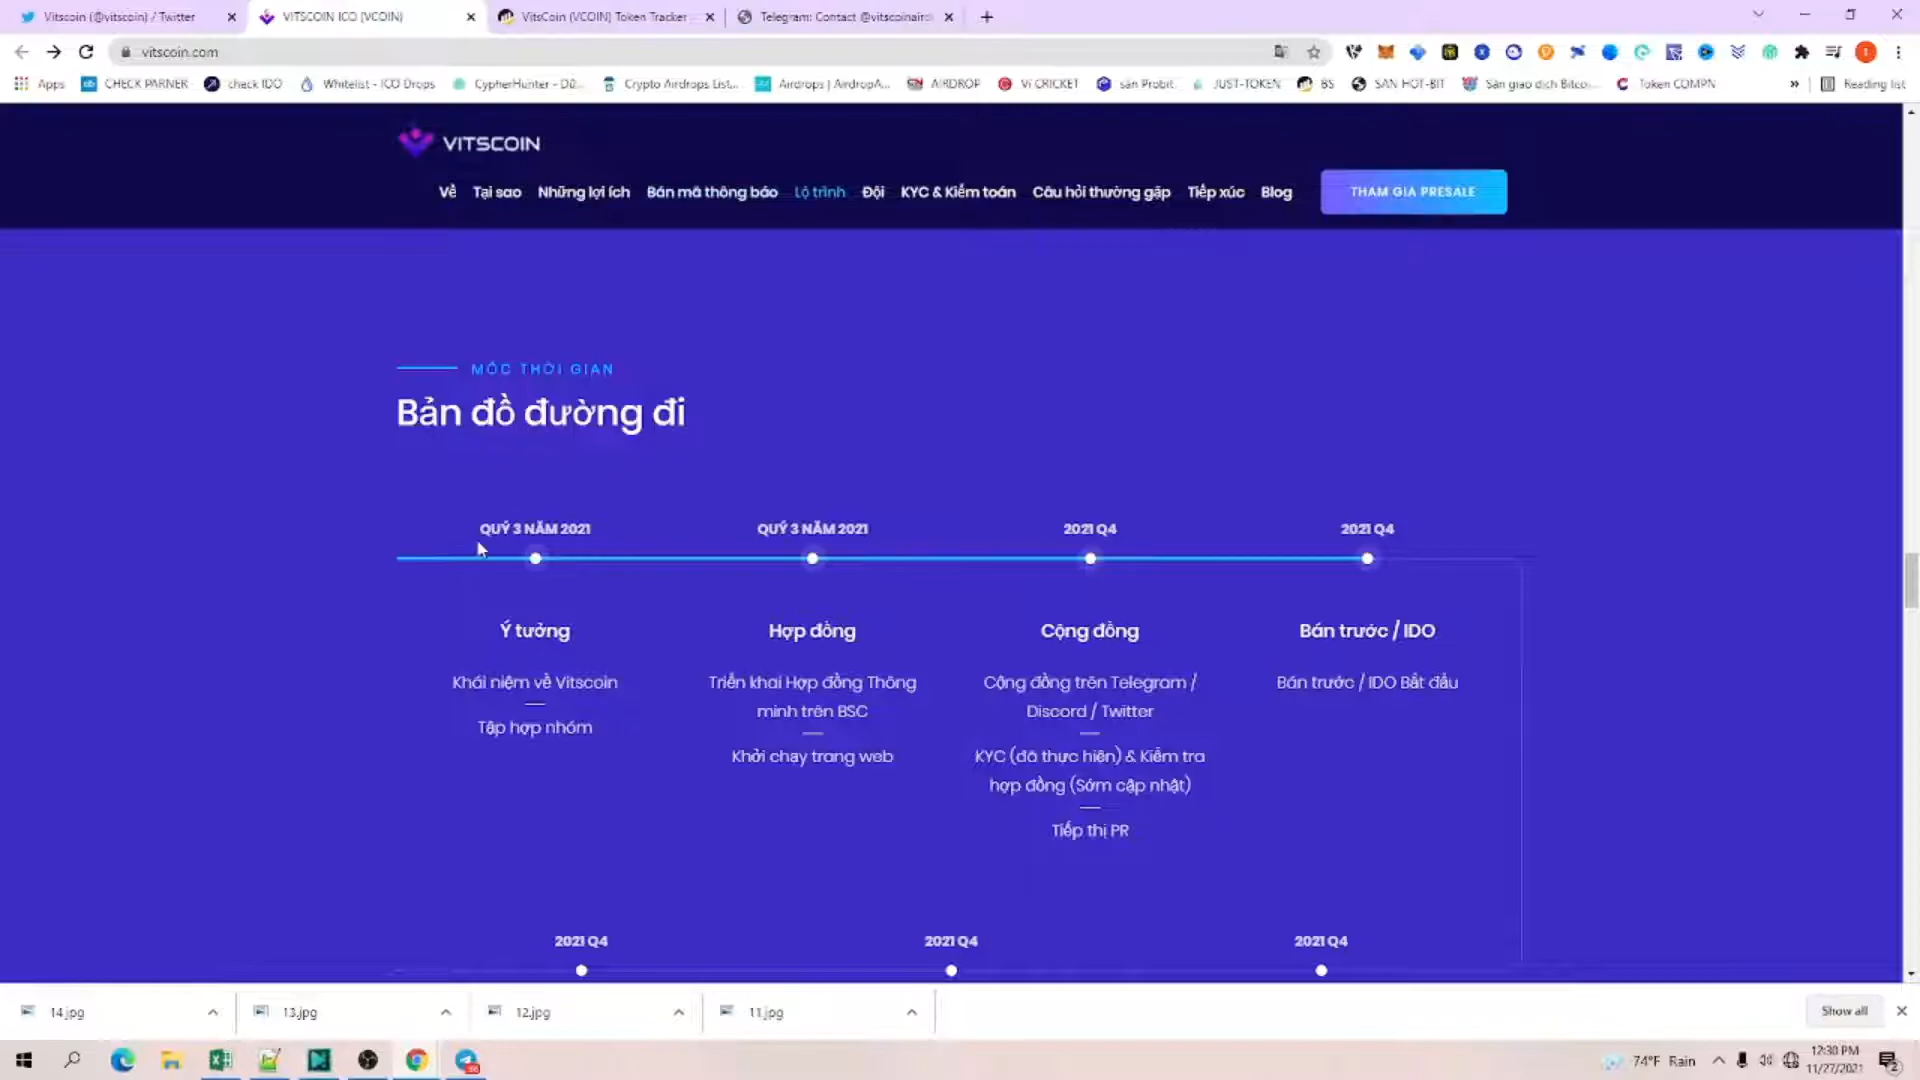 Vitscoin (@vitscoin) / Twitter
VITSCOIN ICO [VCOIN]
VitsCoin (VCOIN) Token Tracker
Telegram: Contact @vitscoinaird
vitscoin.com
Apps
CHECK PARNER
check IDO
Whitelist - ICO Drops
CypherHunter - Dữ...
Crypto Airdrops List,...
Airdrops | AirdropA...
AIRDROP
Ví CRICKET
sàn Probit
JUST-TOKEN
BS
SÀN HOT-BIT
Sàn giao dịch Bitco...
Token COMPN
»
Reading list
VITSCOIN
Về
Tại sao
Những lợi ích
Bán mã thông báo
Lộ trình
Đội
KYC & Kiểm toán
Câu hỏi thường gặp
Tiếp xúc
Blog
THAM GIA PRESALE
MỐC THỜI GIAN
Bản đồ đường đi
QUÝ 3 NĂM 2021
QUÝ 3 NĂM 2021
2021 Q4
2021 Q4
Ý tưởng
Hợp đồng
Cộng đồng
Bán trước / IDO
Khái niệm về Vitscoin
Tập hợp nhóm
Triển khai Hợp đồng Thông
minh trên BSC
Khởi chạy trang web
Cộng đồng trên Telegram /
Discord / Twitter
KYC (đã thực hiện) & Kiểm tra
hợp đồng (Sớm cập nhật)
Tiếp thị PR
Bán trước / IDO Bắt đầu
2021 Q4
2021 Q4
2021 Q4
14.jpg
13.jpg
12.jpg
11.jpg
Show all
74°F Rain
12:30 PM
11/27/2021